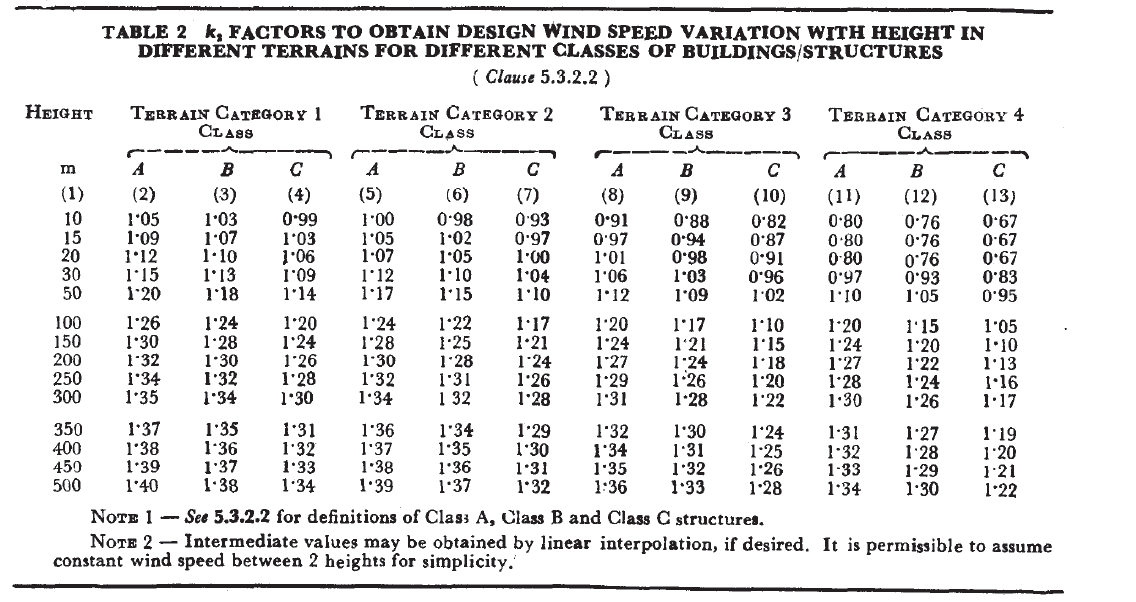 TABLE 2 k₂ FACTORS TO OBTAIN DESIGN WIND SPEED VARIATION WITH HEIGHT IN
DIFFERENT TERRAINS FOR DIFFERENT CLASSES OF BUILDINGS/STRUCTURES
( Clause 5.3.2.2 )
HEIGHT TERRAIN CATEGORY 1 TERRAIN CATEGORY 2 TERRAIN CATEGORY 3 TERRAIN CATEGORY 4
CLASS CLASS CLASS CLASS
m A B C A B C A B C A B C
(1) (2) (3) (4) (5) (6) (7) (8) (9) (10) (11) (12) (13)
10 1·05 1·03 0·99 1·00 0·98 0·93 0·91 0·88 0·82 0·80 0·76 0·67
15 1·09 1·07 1·03 1·05 1·02 0·97 0·97 0·94 0·87 0·80 0·76 0·67
20 1·12 1·10 1·06 1·07 1·05 1·00 1·01 0·98 0·91 0·80 0·76 0·67
30 1·15 1·13 1·09 1·12 1·10 1·04 1·06 1·03 0·96 0·97 0·93 0·83
50 1·20 1·18 1·14 1·17 1·15 1·10 1·12 1·09 1·02 1·10 1·05 0·95
100 1·26 1·24 1·20 1·24 1·22 1·17 1·20 1·17 1·10 1·20 1·15 1·05
150 1·30 1·28 1·24 1·28 1·25 1·21 1·24 1·21 1·15 1·24 1·20 1·10
200 1·32 1·30 1·26 1·30 1·28 1·24 1·27 1·24 1·18 1·27 1·22 1·13
250 1·34 1·32 1·28 1·32 1·31 1·26 1·29 1·26 1·20 1·28 1·24 1·16
300 1·35 1·34 1·30 1·34 1 32 1·28 1·31 1·28 1·22 1·30 1·26 1·17
350 1·37 1·35 1·31 1·36 1·34 1·29 1·32 1·30 1·24 1·31 1·27 1·19
400 1·38 1·36 1·32 1·37 1·35 1·30 1·34 1·31 1·25 1·32 1·28 1·20
450 1·39 1·37 1·33 1·38 1·36 1·31 1·35 1·32 1·26 1·33 1·29 1·21
500 1·40 1·38 1·34 1·39 1·37 1·32 1·36 1·33 1·28 1·34 1·30 1·22
NOTE 1 — See 5.3.2.2 for definitions of Class A, Class B and Class C structures.
NOTE 2 — Intermediate values may be obtained by linear interpolation, if desired. It is permissible to assume
constant wind speed between 2 heights for simplicity.